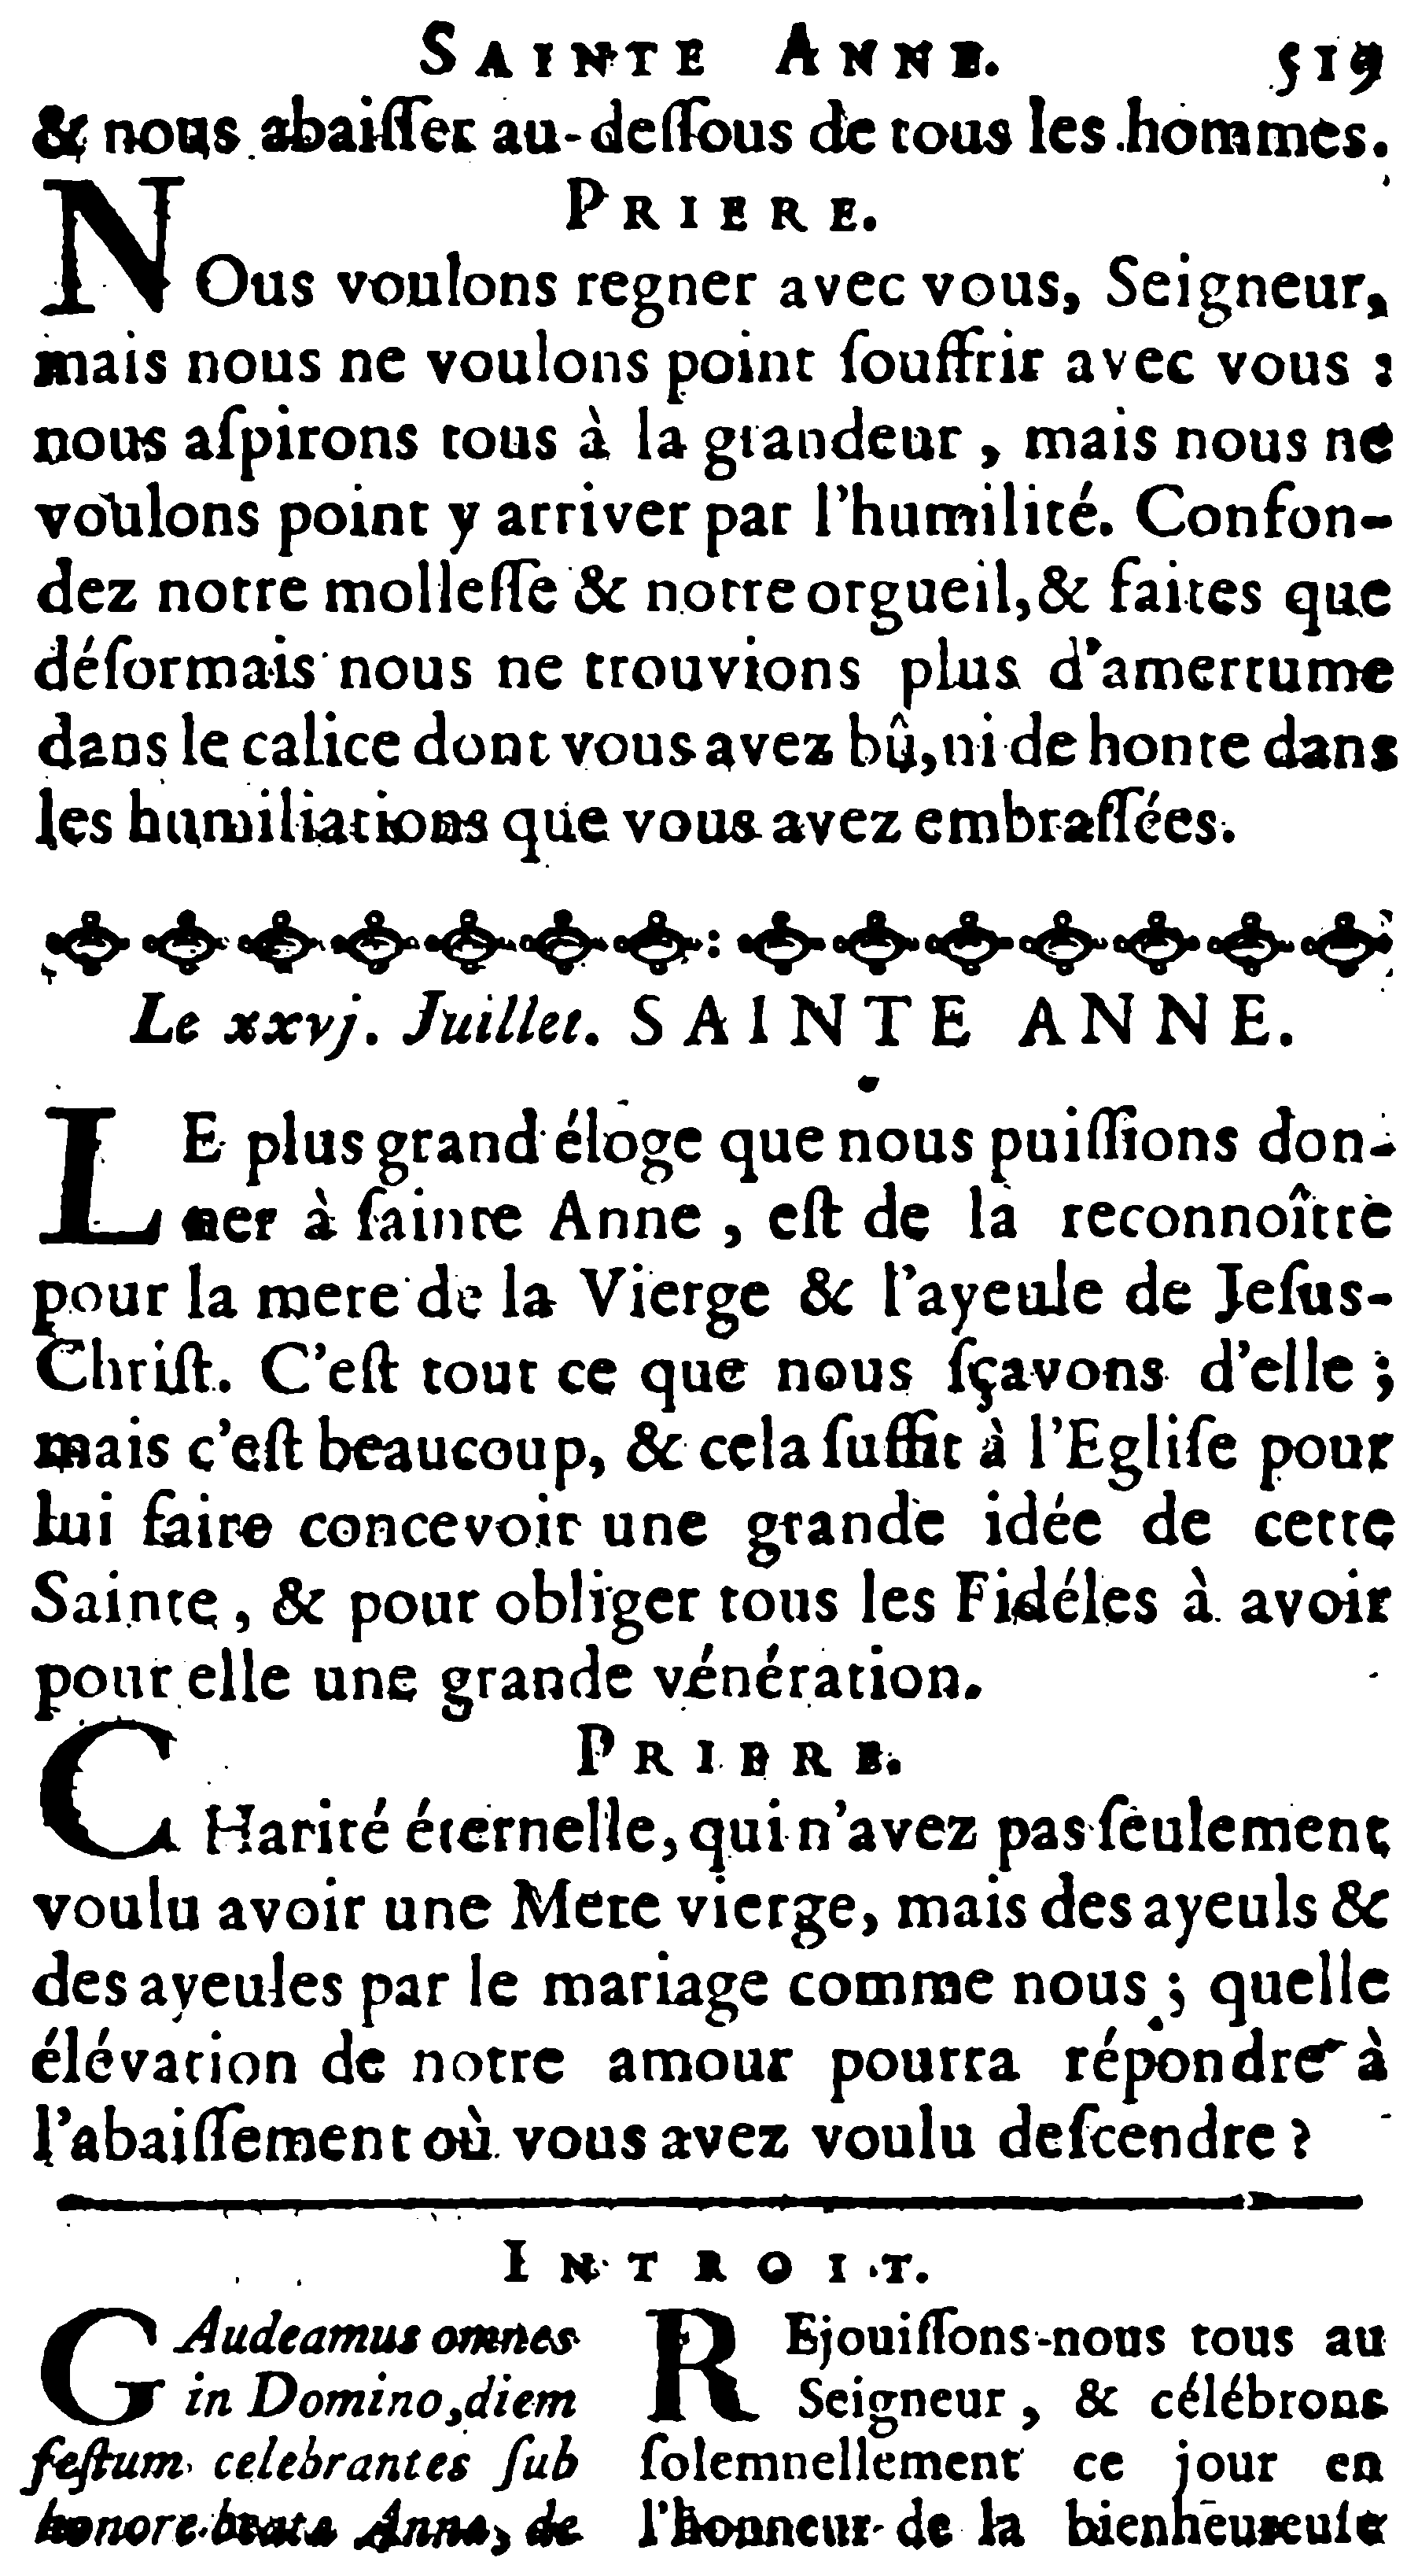 SAINTE ANNE. 519
& nous abaiſſer au-deſſous de tous les hommes.
PRIERE.
NOus voulons regner avec vous, Seigneur,
mais nous ne voulons point ſouffrir avec vous :
nous aſpirons tous à la grandeur, mais nous ne
voulons point y arriver par l'humilité. Confon-
dez notre molleſſe & notre orgueil, & faites que
déſormais nous ne trouvions plus d'amertume
dans le calice dont vous avez bû, ni de honte dans
les humiliations que vous avez embraſſées.
Le xxvj. Juillet. SAINTE ANNE.
LE plus grand éloge que nous puiſſions don-
ner à ſainte Anne, eſt de la reconnoître
pour la mere de la Vierge & l'ayeule de Jeſus-
Chriſt. C'eſt tout ce que nous ſçavons d'elle ;
mais c'eſt beaucoup, & cela ſuffit à l'Egliſe pour
lui faire concevoir une grande idée de cette
Sainte, & pour obliger tous les Fidéles à avoir
pour elle une grande vénération.
PRIERE.
CHarité éternelle, qui n'avez pas ſeulement
voulu avoir une Mere vierge, mais des ayeuls &
des ayeules par le mariage comme nous ; quelle
élévation de notre amour pourra répondre à
l'abaiſſement où vous avez voulu deſcendre ?
INTROIT.
GAudeamus omnes
in Domino, diem
feſtum celebrantes ſub
honore beatæ Annæ, de
REjouiſſons-nous tous au
Seigneur, & célébrons
ſolemnellement ce jour en
l'honneur de la bienheureuſe